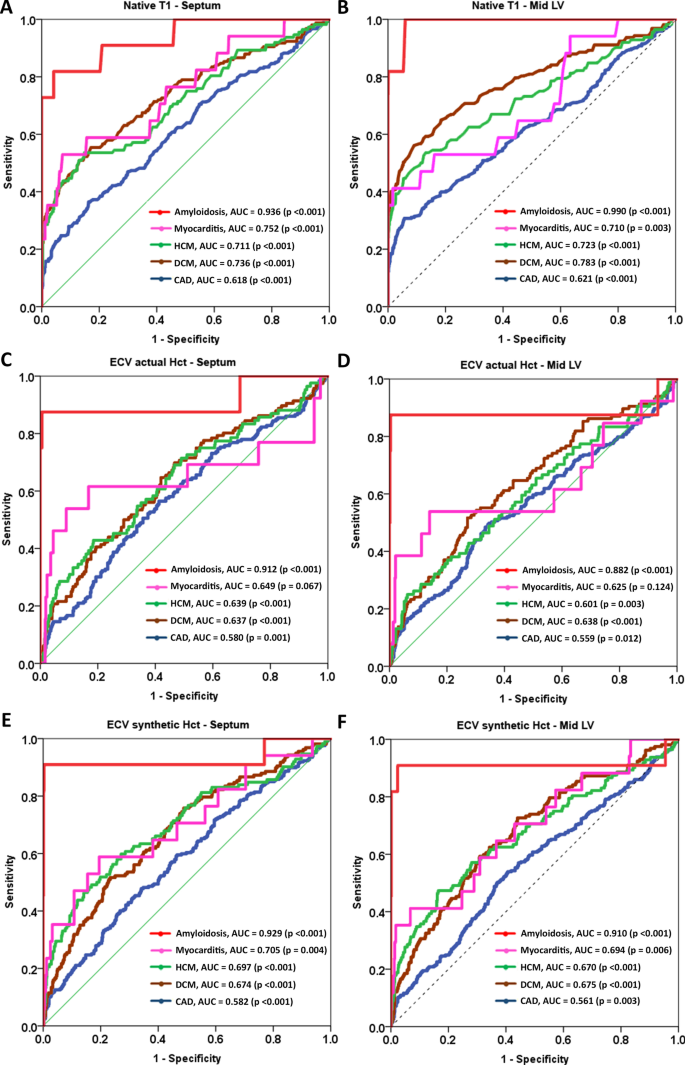 A
Native T1 - Septum
1.0
0.8
0.6
0.4
0.2
0.0
Sensitivity
Amyloidosis, AUC = 0.936 (p <0.001)
Myocarditis, AUC = 0.752 (p <0.001)
HCM, AUC = 0.711 (p <0.001)
DCM, AUC = 0.736 (p <0.001)
CAD, AUC = 0.618 (p <0.001)
0.0 0.2 0.4 0.6 0.8 1.0
1 - Specificity
B
Native T1 - Mid LV
1.0
0.8
0.6
0.4
0.2
0.0
Sensitivity
Amyloidosis, AUC = 0.990 (p <0.001)
Myocarditis, AUC = 0.710 (p = 0.003)
HCM, AUC = 0.723 (p <0.001)
DCM, AUC = 0.783 (p <0.001)
CAD, AUC = 0.621 (p <0.001)
0.0 0.2 0.4 0.6 0.8 1.0
1 - Specificity
C
ECV actual Hct - Septum
1.0
0.8
0.6
0.4
0.2
0.0
Sensitivity
Amyloidosis, AUC = 0.912 (p <0.001)
Myocarditis, AUC = 0.649 (p = 0.067)
HCM, AUC = 0.639 (p <0.001)
DCM, AUC = 0.637 (p <0.001)
CAD, AUC = 0.580 (p = 0.001)
0.0 0.2 0.4 0.6 0.8 1.0
1 - Specificity
D
ECV actual Hct - Mid LV
1.0
0.8
0.6
0.4
0.2
0.0
Sensitivity
Amyloidosis, AUC = 0.882 (p <0.001)
Myocarditis, AUC = 0.625 (p = 0.124)
HCM, AUC = 0.601 (p = 0.003)
DCM, AUC = 0.638 (p <0.001)
CAD, AUC = 0.559 (p = 0.012)
0.0 0.2 0.4 0.6 0.8 1.0
1 - Specificity
E
ECV synthetic Hct - Septum
1.0
0.8
0.6
0.4
0.2
0.0
Sensitivity
Amyloidosis, AUC = 0.929 (p <0.001)
Myocarditis, AUC = 0.705 (p = 0.004)
HCM, AUC = 0.697 (p <0.001)
DCM, AUC = 0.674 (p <0.001)
CAD, AUC = 0.582 (p <0.001)
0.0 0.2 0.4 0.6 0.8 1.0
1 - Specificity
F
ECV synthetic Hct - Mid LV
1.0
0.8
0.6
0.4
0.2
0.0
Sensitivity
Amyloidosis, AUC = 0.910 (p <0.001)
Myocarditis, AUC = 0.694 (p = 0.006)
HCM, AUC = 0.670 (p <0.001)
DCM, AUC = 0.675 (p <0.001)
CAD, AUC = 0.561 (p = 0.003)
0.0 0.2 0.4 0.6 0.8 1.0
1 - Specificity